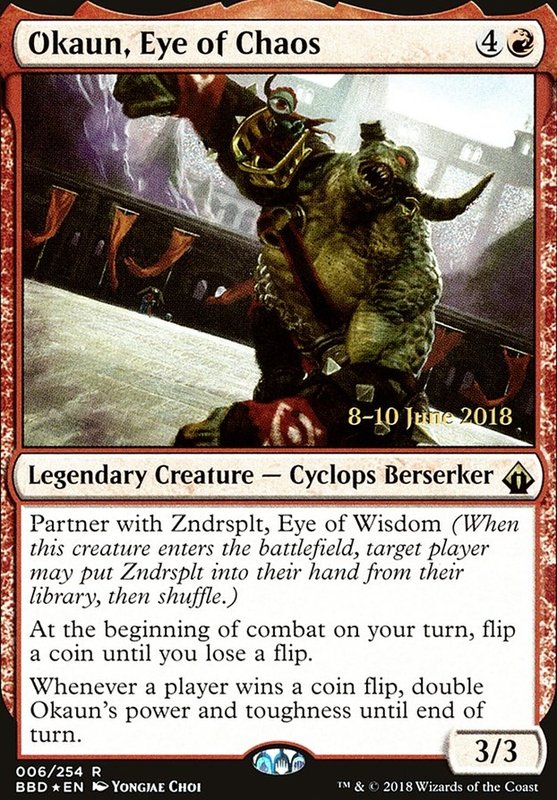 Okaun, Eye of Chaos 4
8-10 June 2018
Legendary Creature — Cyclops Berserker
Partner with Zndrsplt, Eye of Wisdom (When
this creature enters the battlefield, target player
may put Zndrsplt into their hand from their
library, then shuffle.)
At the beginning of combat on your turn, flip
a coin until you lose a flip.
Whenever a player wins a coin flip, double
Okaun's power and toughness until end of
turn.
3/3
006/254 R
BBD ★ EN Yongjae Choi
™ & © 2018 Wizards of the Coast